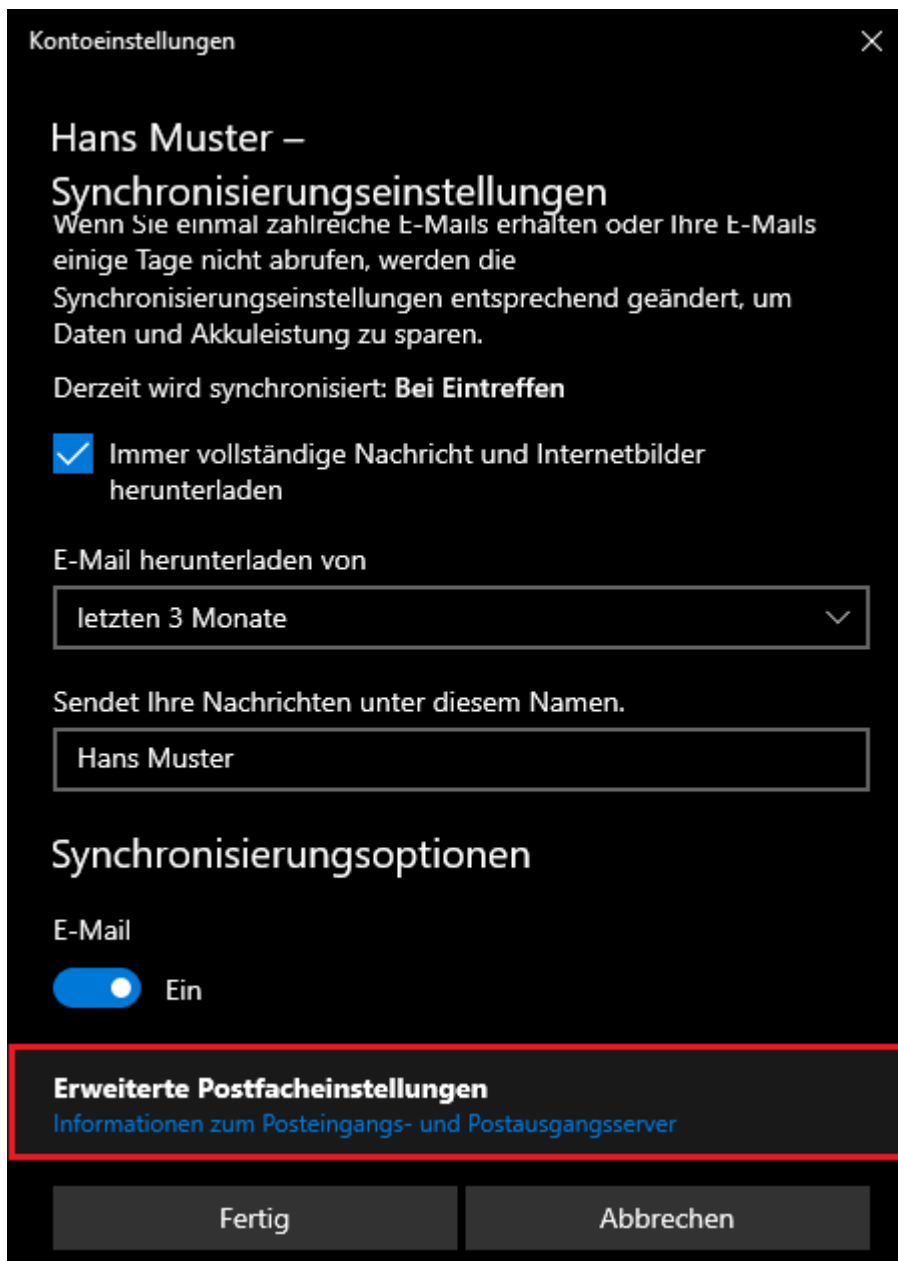 Kontoeinstellungen
Hans Muster –
Synchronisierungseinstellungen
Wenn Sie einmal zahlreiche E-Mails erhalten oder Ihre E-Mails
einige Tage nicht abrufen, werden die
Synchronisierungseinstellungen entsprechend geändert, um
Daten und Akkuleistung zu sparen.
Derzeit wird synchronisiert: Bei Eintreffen
Immer vollständige Nachricht und Internetbilder
herunterladen
E-Mail herunterladen von
letzten 3 Monate
Sendet Ihre Nachrichten unter diesem Namen.
Hans Muster
Synchronisierungsoptionen
E-Mail
Ein
Erweiterte Postfacheinstellungen
Informationen zum Posteingangs- und Postausgangsserver
Fertig
Abbrechen